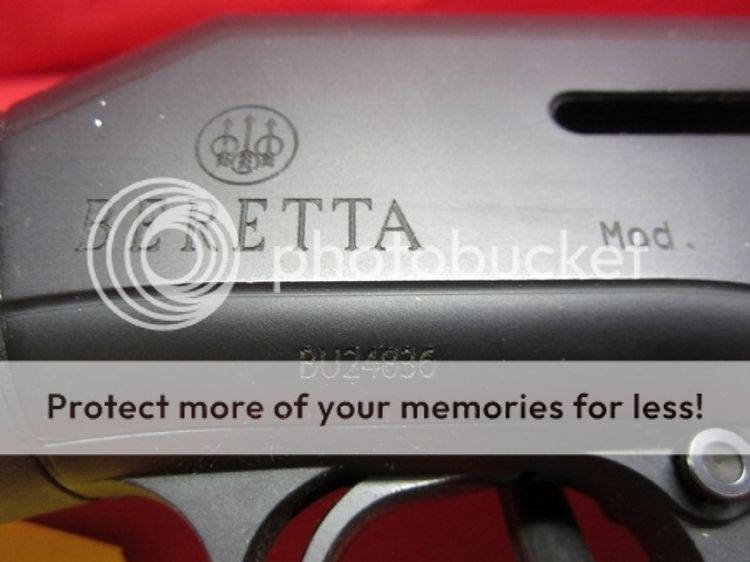 BERETTA
Mod.
photobucket
BU24836
Protect more of your memories for less!